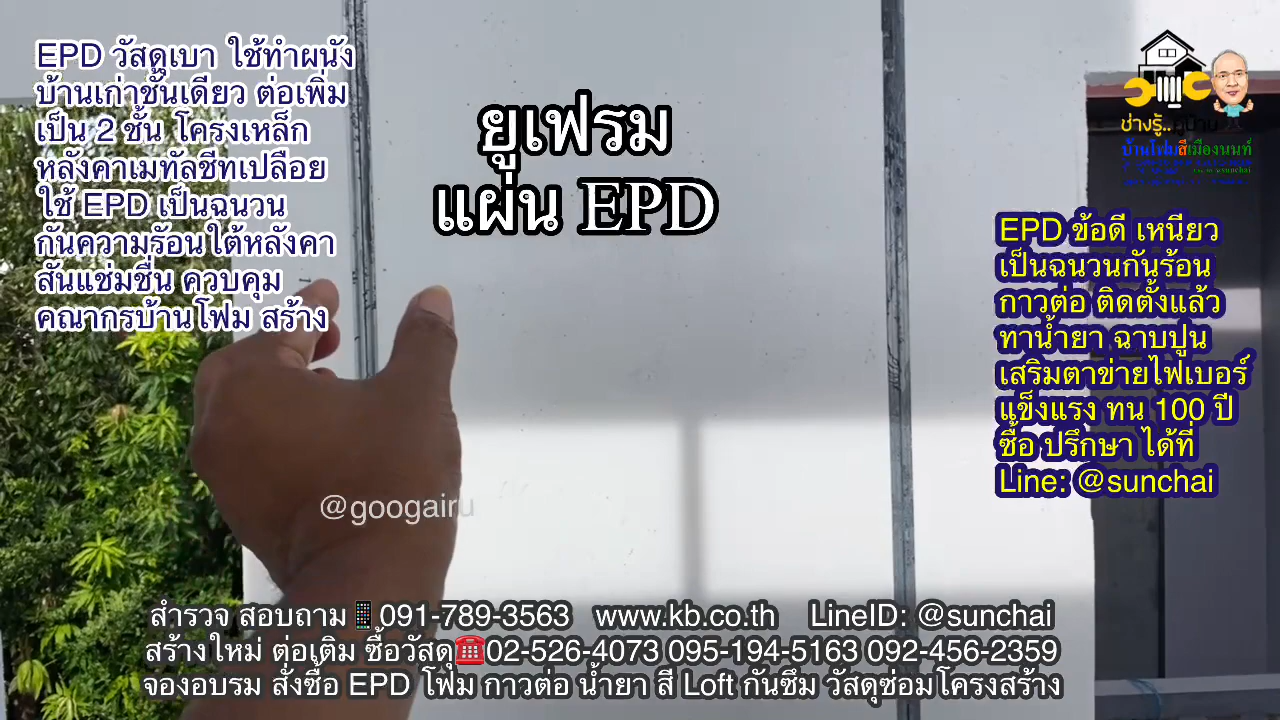 EPD วัสดุเบา ใช้ทำผนัง
บ้านเก่าชั้นเดียว ต่อเพิ่ม
เป็น 2 ชั้น โครงเหล็ก
หลังคาเมทัลชีทเปลือย
ใช้ EPD เป็นฉนวน
กันความร้อนใต้หลังคา
สันแช่มชื่น ควบคุม
คณากรบ้านโฟม สร้าง
ยูเฟรม
แผ่น EPD
ช่างรู้..คู่บ้าน
บ้านโฟมสีเมืองนนท์
EPD ข้อดี เหนียว
เป็นฉนวนกันร้อน
กาวต่อ ติดตั้งแล้ว
ทาน้ำยา ฉาบปูน
เสริมตาข่ายไฟเบอร์
แข็งแรง ทน 100 ปี
ซื้อ ปรึกษา ได้ที่
Line: @sunchai
@googairu
สำรวจ สอบถาม📱091-789-3563 www.kb.co.th LineID: @sunchai
สร้างใหม่ ต่อเติม ซื้อวัสดุ☎️02-526-4073 095-194-5163 092-456-2359
จองอบรม สั่งซื้อ EPD โฟม กาวต่อ น้ำยา สี Loft กันซึม วัสดุซ่อมโครงสร้าง